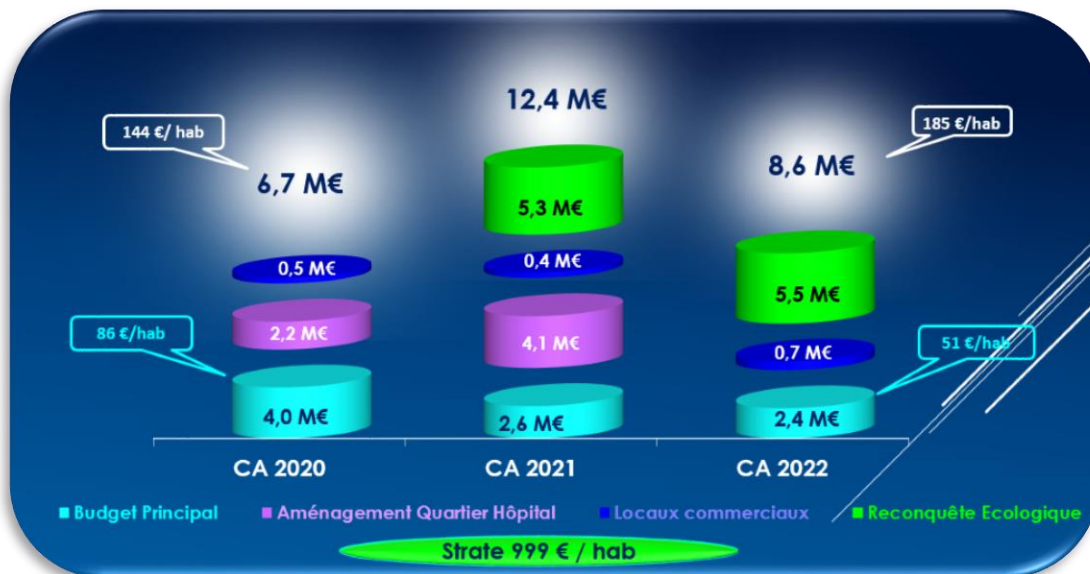 12,4 M€
144 €/ hab
185 €/hab
6,7 M€
8,6 M€
5,3 M€
0,5 M€
0,4 M€
5,5 M€
86 €/hab
2,2 M€
4,1 M€
0,7 M€
51 €/hab
4,0 M€
2,6 M€
2,4 M€
CA 2020
CA 2021
CA 2022
Budget Principal
Aménagement Quartier Hôpital
Locaux commerciaux
Reconquête Ecologique
Strate 999 € / hab